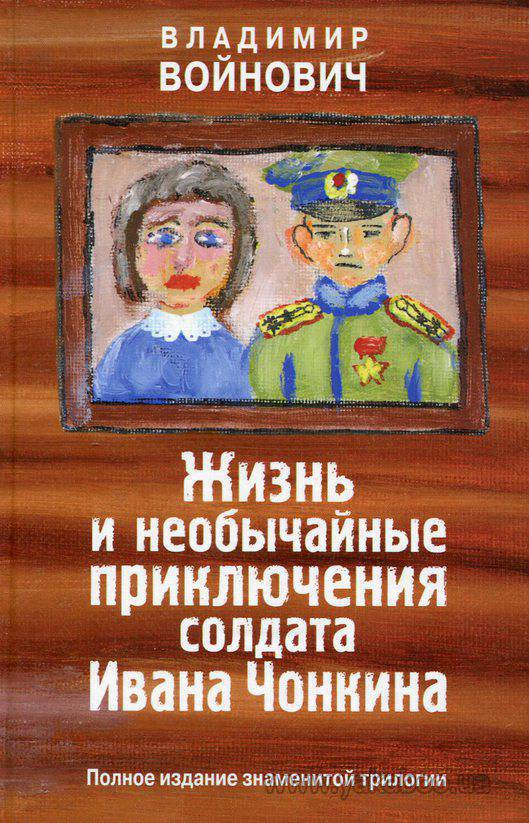 ВЛАДИМИР
ВОЙНОВИЧ
Жизнь
и необычайные
приключения
солдата
Ивана Чонкина
Полное издание знаменитой трилогии